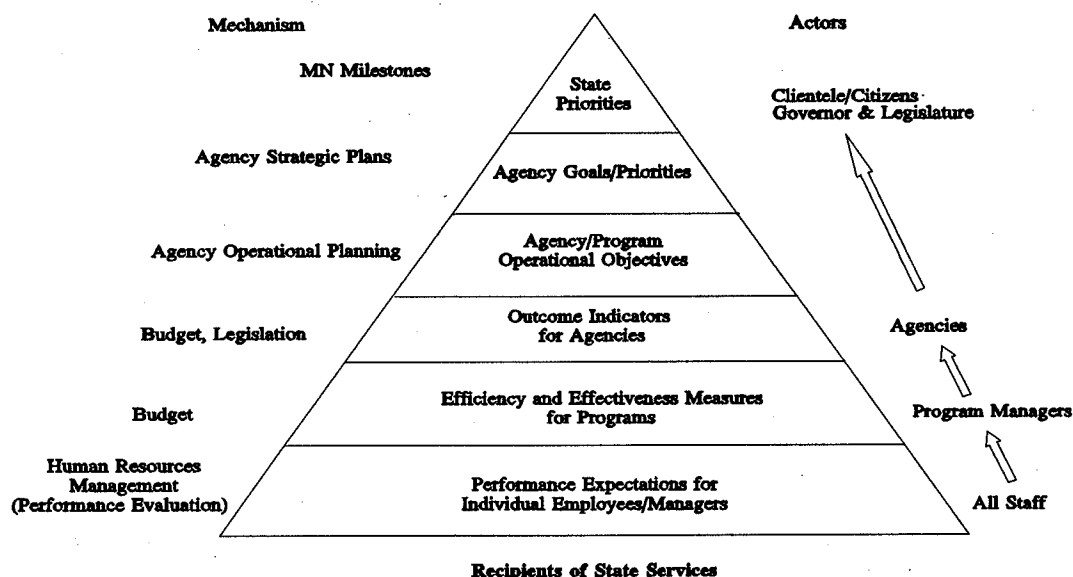 Mechanism
Actors
MN Milestones
State
Priorities
Clientele/Citizens
Governor & Legislature
Agency Strategic Plans
Agency Goals/Priorities
Agency Operational Planning
Agency/Program
Operational Objectives
Budget, Legislation
Outcome Indicators
for Agencies
Agencies
Budget
Efficiency and Effectiveness Measures
for Programs
Program Managers
Human Resources
Management
(Performance Evaluation)
Performance Expectations for
Individual Employees/Managers
All Staff
Recipients of State Services